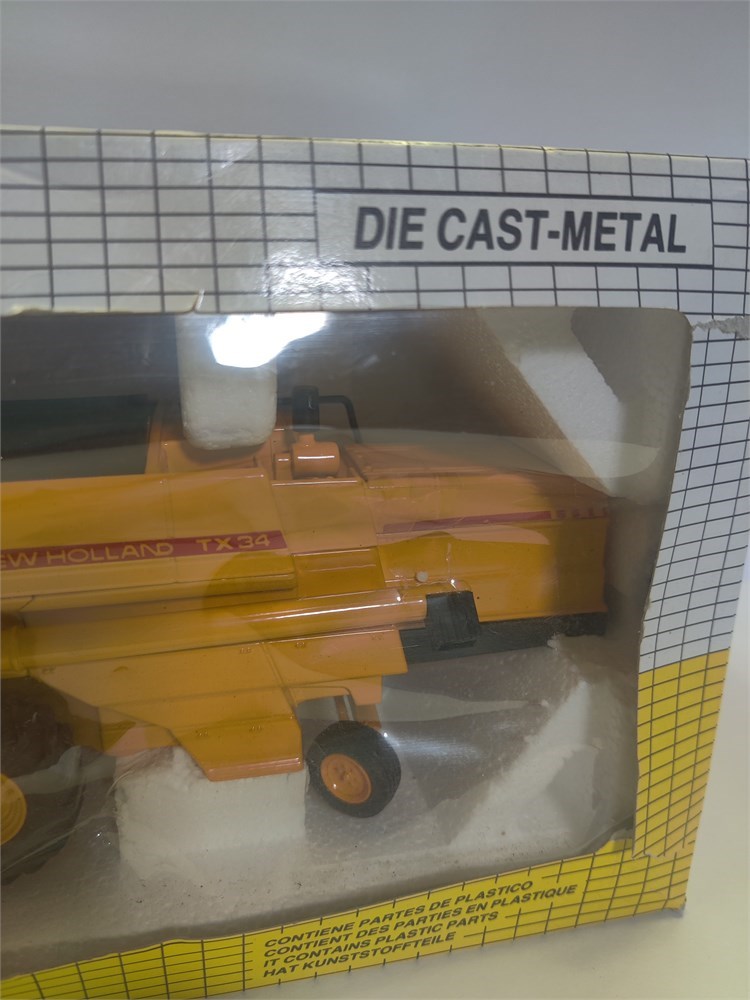 DIE CAST-METAL
EW HOLLAND TX34
CONTIENE PARTES DE PLASTICO
CONTIENT DES PARTIES EN PLASTIQUE
IT CONTAINS PLASTIC PARTS
HAT KUNSTSTOFFTEILE